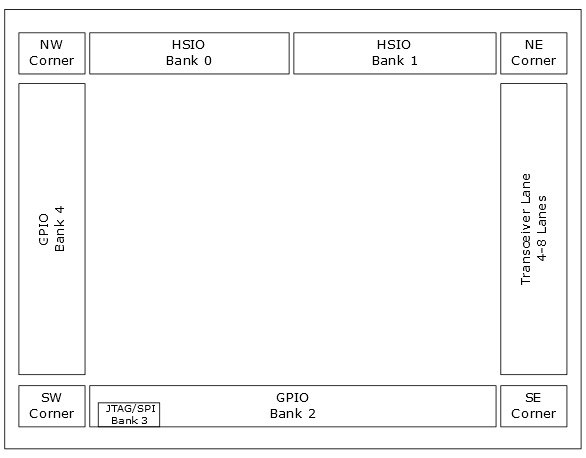 NW
Corner
HSIO
Bank 0
HSIO
Bank 1
NE
Corner
GPIO
Bank 4
Transceiver Lane
4–8 Lanes
SW
Corner
JTAG/SPI
Bank 3
GPIO
Bank 2
SE
Corner